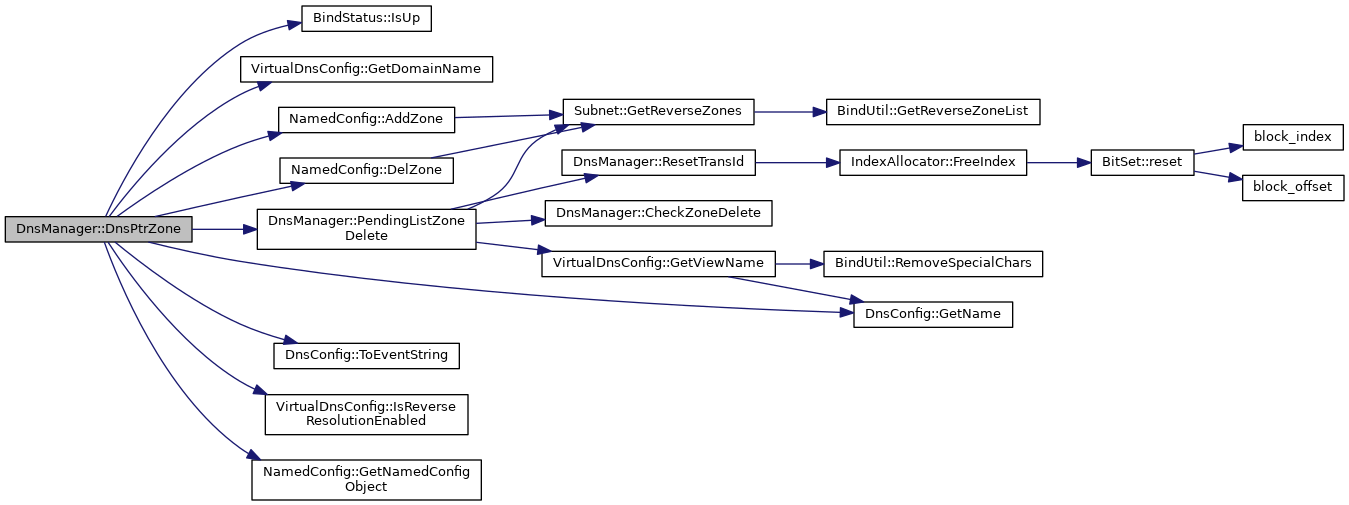 BindStatus::IsUp
VirtualDnsConfig::GetDomainName
NamedConfig::AddZone
Subnet::GetReverseZones
BindUtil::GetReverseZoneList
block_index
NamedConfig::DelZone
DnsManager::ResetTransId
IndexAllocator::FreeIndex
BitSet::reset
block_offset
DnsManager::DnsPtrZone
DnsManager::PendingListZone
Delete
DnsManager::CheckZoneDelete
VirtualDnsConfig::GetViewName
BindUtil::RemoveSpecialChars
DnsConfig::GetName
DnsConfig::ToEventString
VirtualDnsConfig::IsReverse
ResolutionEnabled
NamedConfig::GetNamedConfig
Object